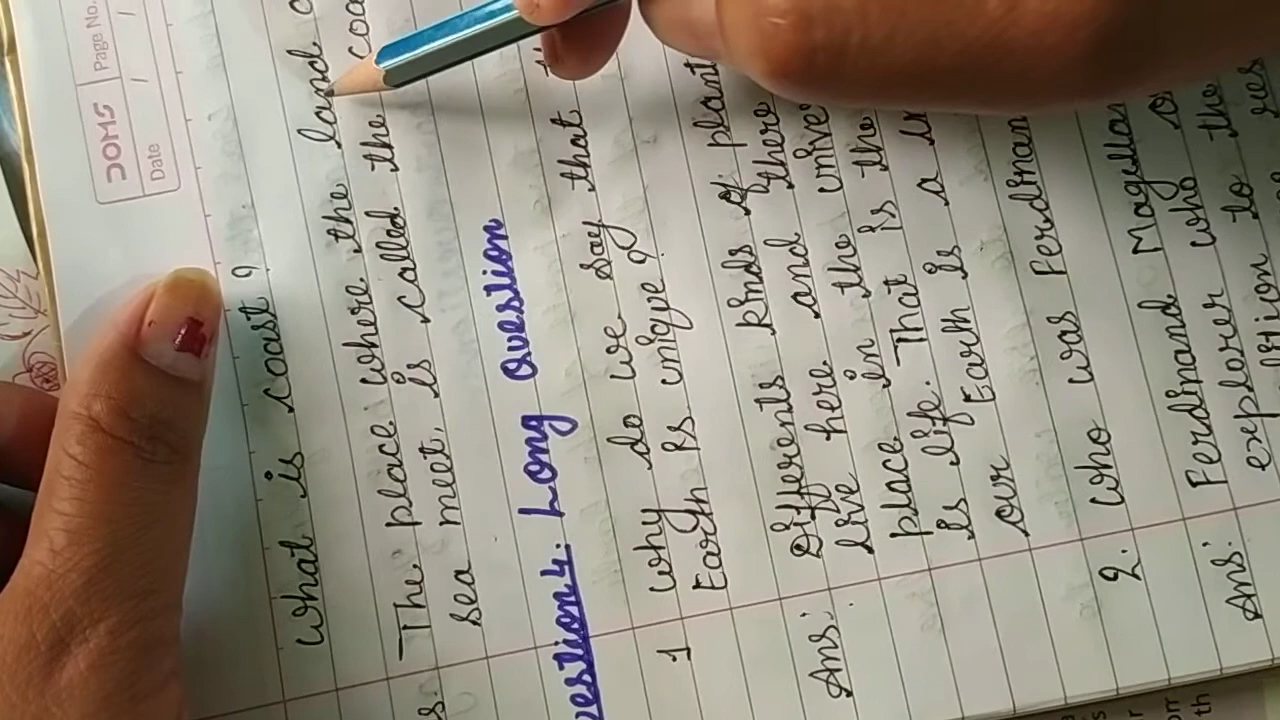 DOMS
Page No.
Date / /
What is coast ?
The place where the land
sea meet, is called the coa
Long Question
1 Why do we say that
Earth is unique ?
Ans: Differents kinds of plant
live here and there
place in the unive
is life. That is the
our Earth is a
2. Who was Ferdinan
Ans: Ferdinand Magellan
explorer who
to the